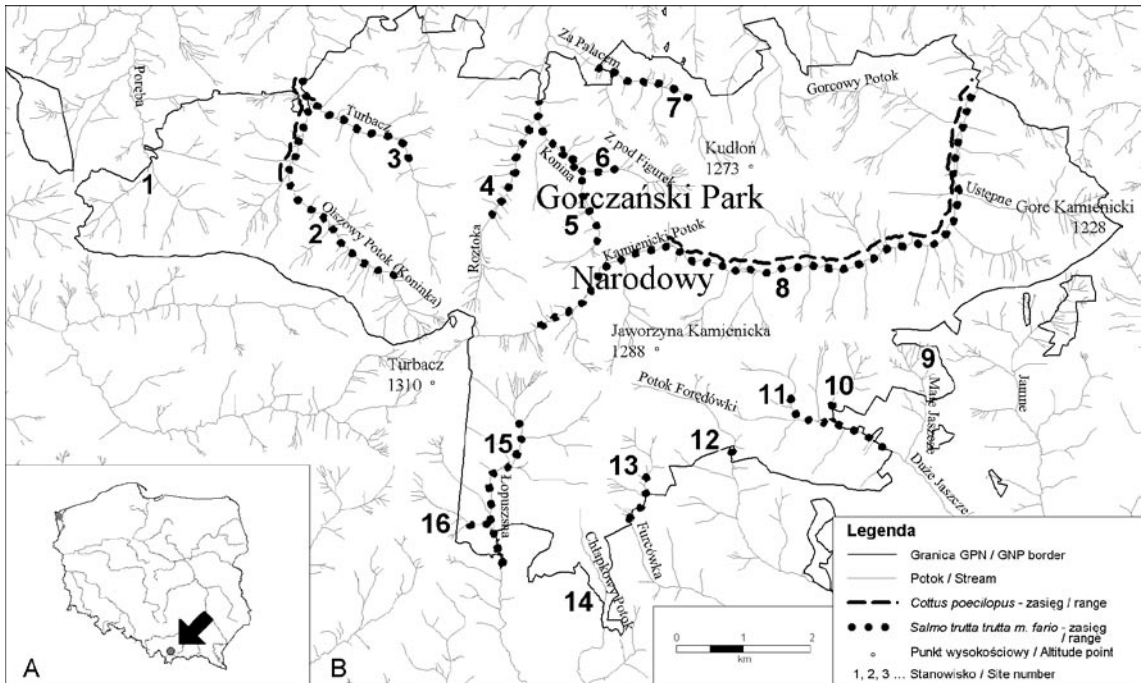 Za Palacem
Gorcowy Potok
Poręba
7
Turbacz
3
Kudłoń
1273
Z pod Figurek
6
Konina
1
4
Gorczański Park
Ustępne
Gorc Kamienicki
1228
2
Olszowy Potok (Koninka)
Roztoka
5
Kamienicki Potok
Narodowy
8
Jaworzyna Kamienicka
1288
Turbacz
1310
9
Potok Forędówki
11
10
Małe Jaszcze
Jamne
15
12
13
Duże Jaszcze
Łopuszna
16
Furcówka
Chłapkowy Potok
14
A
B
0 1 2
km
Legenda
Granica GPN / GNP border
Potok / Stream
Cottus poecilopus - zasięg / range
Salmo trutta trutta m. fario - zasięg
/ range
Punkt wysokościowy / Altitude point
1, 2, 3 ... Stanowisko / Site number